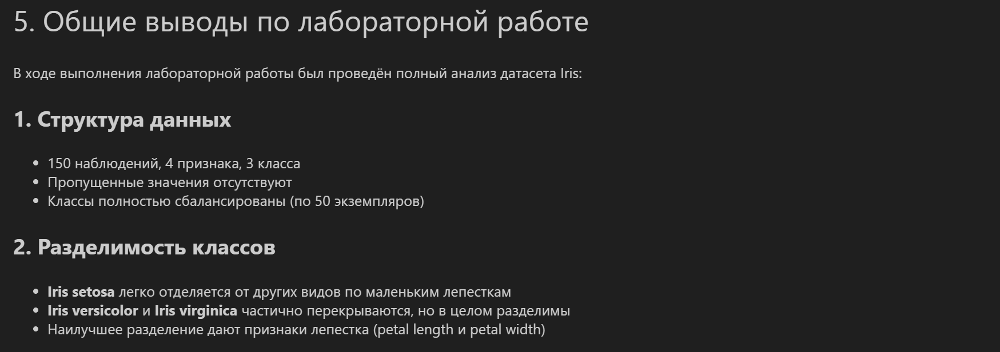 5. Общие выводы по лабораторной работе
В ходе выполнения лабораторной работы был проведён полный анализ датасета Iris:
1. Структура данных
• 150 наблюдений, 4 признака, 3 класса
• Пропущенные значения отсутствуют
• Классы полностью сбалансированы (по 50 экземпляров)
2. Разделимость классов
• Iris setosa легко отделяется от других видов по маленьким лепесткам
• Iris versicolor и Iris virginica частично перекрываются, но в целом разделимы
• Наилучшее разделение дают признаки лепестка (petal length и petal width)